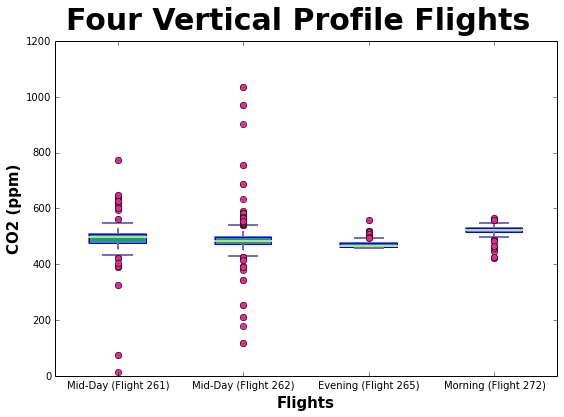 Four Vertical Profile Flights
1200
1000
800
600
400
200
0
CO2 (ppm)
Mid-Day (Flight 261) Mid-Day (Flight 262) Evening (Flight 265) Morning (Flight 272)
Flights